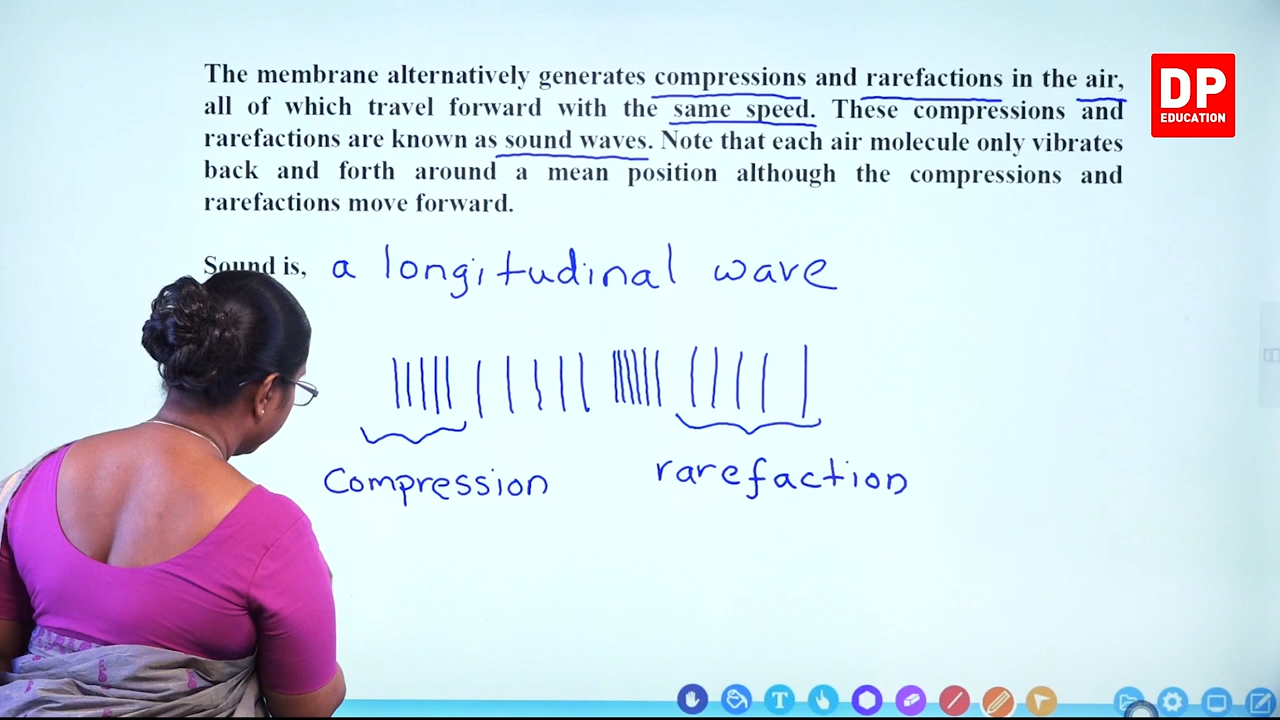 The membrane alternatively generates compressions and rarefactions in the air,
all of which travel forward with the same speed. These compressions and
rarefactions are known as sound waves. Note that each air molecule only vibrates
back and forth around a mean position although the compressions and
rarefactions move forward.
Sound is, a longitudinal wave
Compression rarefaction
DP
EDUCATION
T